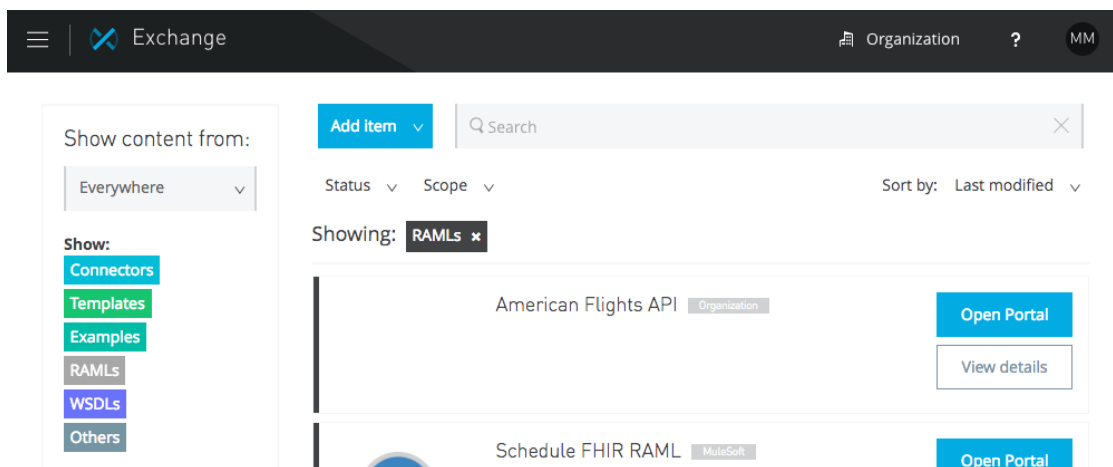 Exchange
Organization
?
MM
Show content from:
Everywhere
Show:
Connectors
Templates
Examples
RAMLs
WSDLs
Others
Add item
Search
Status
Scope
Sort by: Last modified
Showing: RAMLs ×
American Flights API Organization
Open Portal
View details
Schedule FHIR RAML MuleSoft
Open Portal